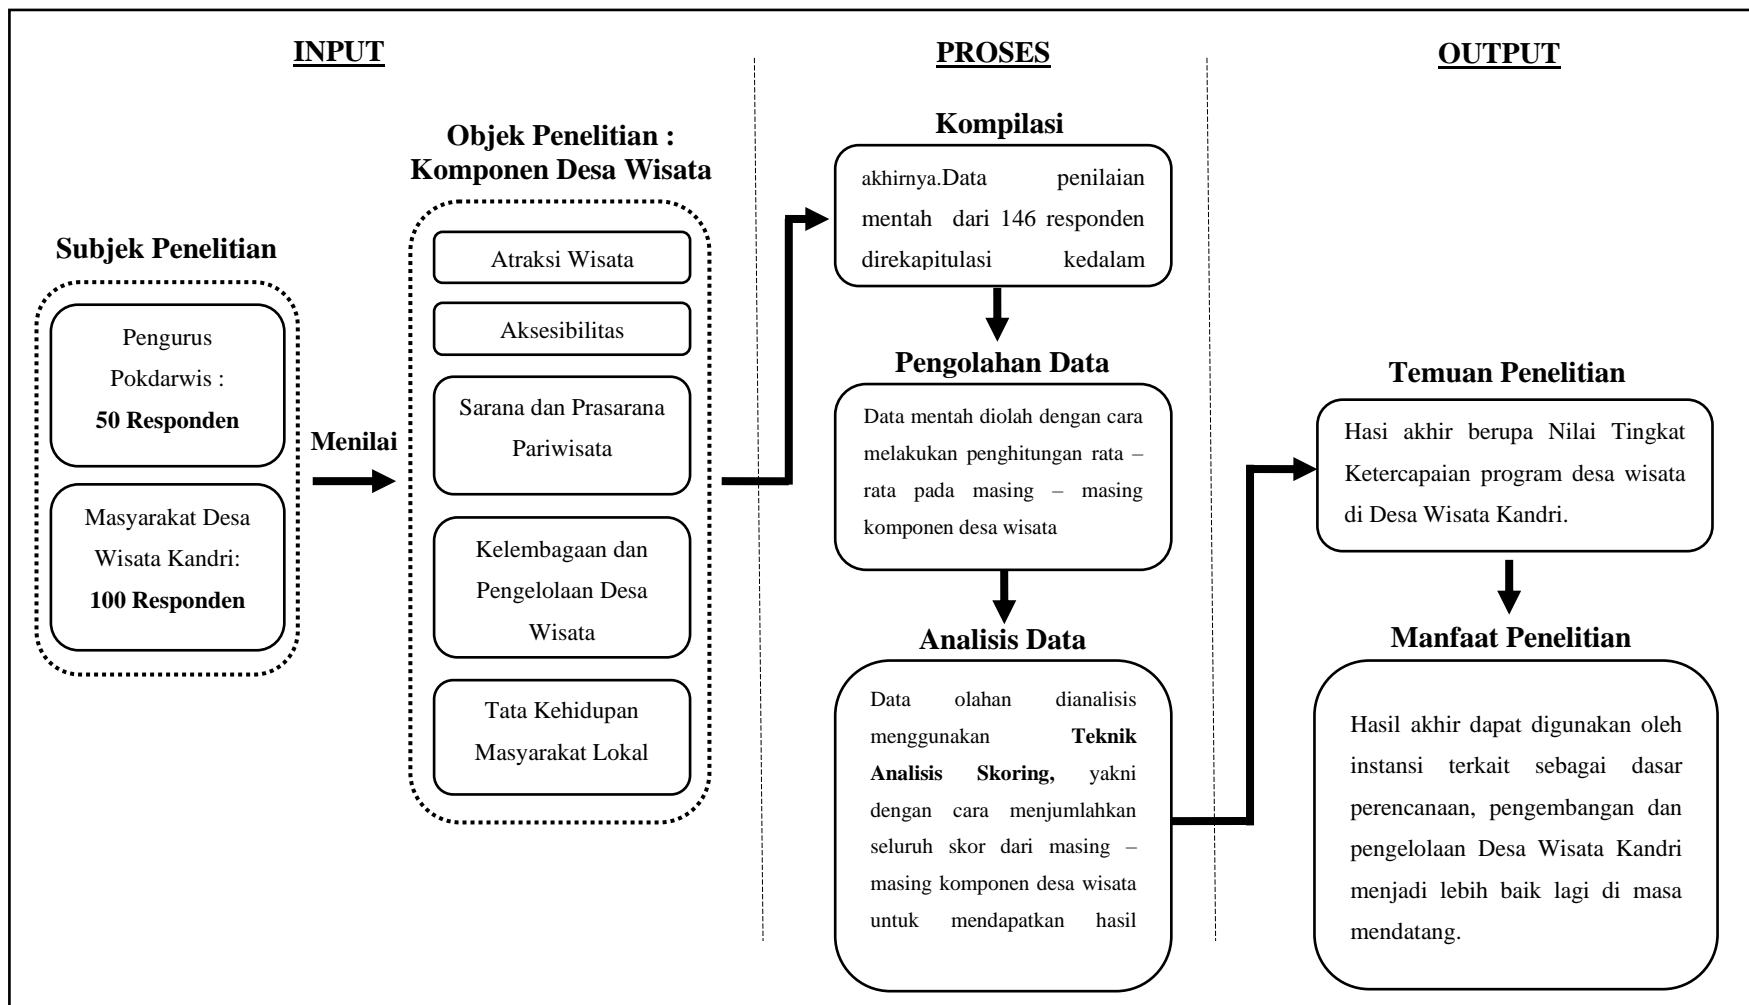 INPUT
Subjek Penelitian
Pengurus
Pokdarwis :
50 Responden
Masyarakat Desa
Wisata Kandri:
100 Responden
Menilai
Objek Penelitian :
Komponen Desa Wisata
Atraksi Wisata
Aksesibilitas
Sarana dan Prasarana
Pariwisata
Kelembagaan dan
Pengelolaan Desa
Wisata
Tata Kehidupan
Masyarakat Lokal
PROSES
Kompilasi
akhirnya.Data penilaian
mentah dari 146 responden
direkapitulasi kedalam
Pengolahan Data
Data mentah diolah dengan cara
melakukan penghitungan rata –
rata pada masing – masing
komponen desa wisata
Analisis Data
Data olahan dianalisis
menggunakan Teknik
Analisis Skoring, yakni
dengan cara menjumlahkan
seluruh skor dari masing –
masing komponen desa wisata
untuk mendapatkan hasil
OUTPUT
Temuan Penelitian
Hasi akhir berupa Nilai Tingkat
Ketercapaian program desa wisata
di Desa Wisata Kandri.
Manfaat Penelitian
Hasil akhir dapat digunakan oleh
instansi terkait sebagai dasar
perencanaan, pengembangan dan
pengelolaan Desa Wisata Kandri
menjadi lebih baik lagi di masa
mendatang.